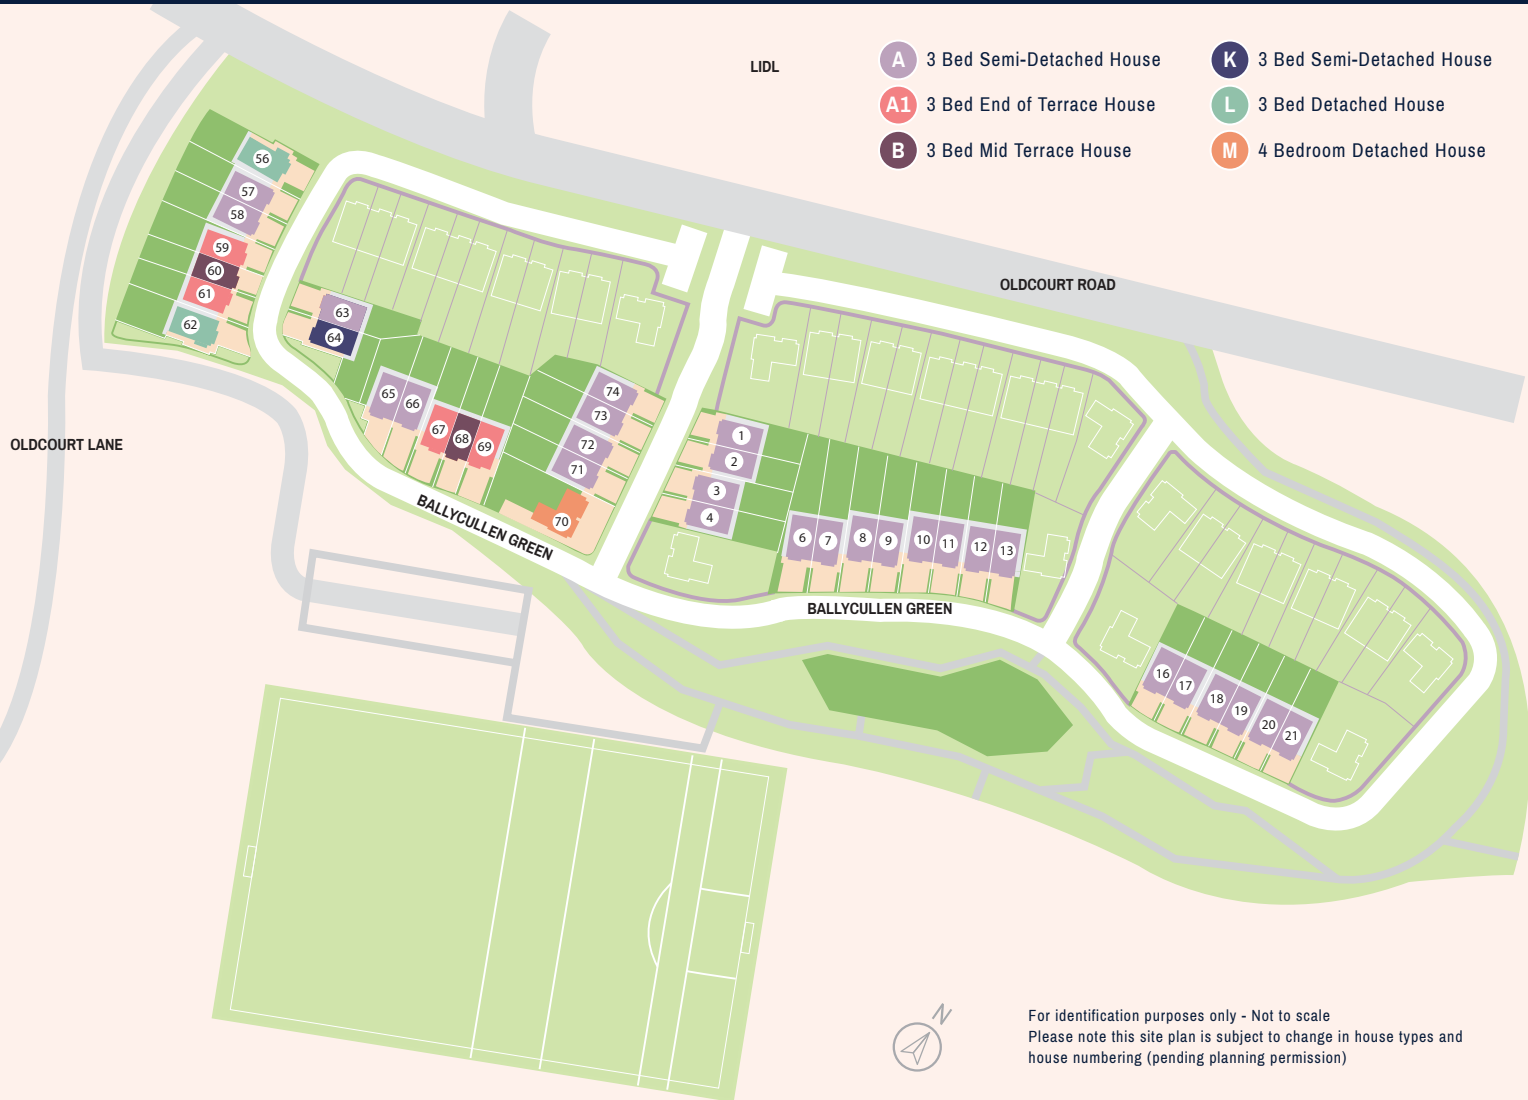 LIDL
A 3 Bed Semi-Detached House
A1 3 Bed End of Terrace House
B 3 Bed Mid Terrace House
K 3 Bed Semi-Detached House
L 3 Bed Detached House
M 4 Bedroom Detached House
OLDCOURT ROAD
OLDCOURT LANE
56
57
58
59
60
61
62
63
64
65
66
67
68
69
74
73
72
71
70
BALLYCULLEN GREEN
1
2
3
4
6
7
8
9
10
11
12
13
BALLYCULLEN GREEN
16
17
18
19
20
21
N
For identification purposes only - Not to scale
Please note this site plan is subject to change in house types and
house numbering (pending planning permission)